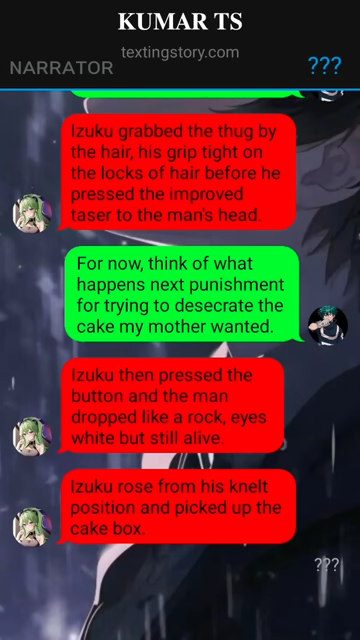 KUMAR TS
textingstory.com
NARRATOR
???
Izuku grabbed the thug by
the hair, his grip tight on
the locks of hair before he
pressed the improved
taser to the man's head.
For now, think of what
happens next punishment
for trying to desecrate the
cake my mother wanted.
Izuku then pressed the
button and the man
dropped like a rock, eyes
white but still alive.
Izuku rose from his knelt
position and picked up the
cake box.
???